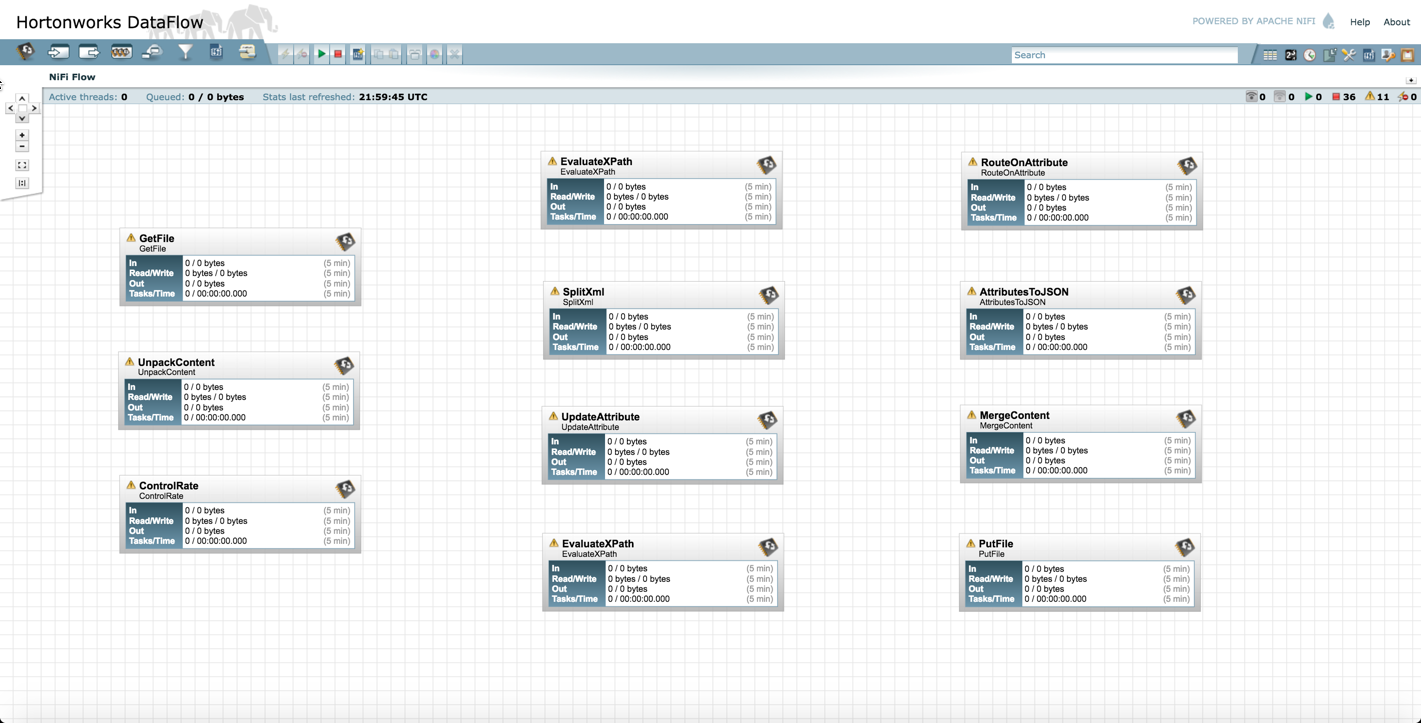 Hortonworks DataFlow
POWERED BY APACHE NIFI Help About
Search
NiFi Flow
Active threads: 0 Queued: 0 / 0 bytes Stats last refreshed: 21:59:45 UTC
0 0 0 36 11 0
GetFile
GetFile
In 0 / 0 bytes (5 min)
Read/Write 0 bytes / 0 bytes (5 min)
Out 0 / 0 bytes (5 min)
Tasks/Time 0 / 00:00:00.000 (5 min)
UnpackContent
UnpackContent
In 0 / 0 bytes (5 min)
Read/Write 0 bytes / 0 bytes (5 min)
Out 0 / 0 bytes (5 min)
Tasks/Time 0 / 00:00:00.000 (5 min)
ControlRate
ControlRate
In 0 / 0 bytes (5 min)
Read/Write 0 bytes / 0 bytes (5 min)
Out 0 / 0 bytes (5 min)
Tasks/Time 0 / 00:00:00.000 (5 min)
EvaluateXPath
EvaluateXPath
In 0 / 0 bytes (5 min)
Read/Write 0 bytes / 0 bytes (5 min)
Out 0 / 0 bytes (5 min)
Tasks/Time 0 / 00:00:00.000 (5 min)
SplitXml
SplitXml
In 0 / 0 bytes (5 min)
Read/Write 0 bytes / 0 bytes (5 min)
Out 0 / 0 bytes (5 min)
Tasks/Time 0 / 00:00:00.000 (5 min)
UpdateAttribute
UpdateAttribute
In 0 / 0 bytes (5 min)
Read/Write 0 bytes / 0 bytes (5 min)
Out 0 / 0 bytes (5 min)
Tasks/Time 0 / 00:00:00.000 (5 min)
EvaluateXPath
EvaluateXPath
In 0 / 0 bytes (5 min)
Read/Write 0 bytes / 0 bytes (5 min)
Out 0 / 0 bytes (5 min)
Tasks/Time 0 / 00:00:00.000 (5 min)
RouteOnAttribute
RouteOnAttribute
In 0 / 0 bytes (5 min)
Read/Write 0 bytes / 0 bytes (5 min)
Out 0 / 0 bytes (5 min)
Tasks/Time 0 / 00:00:00.000 (5 min)
AttributesToJSON
AttributesToJSON
In 0 / 0 bytes (5 min)
Read/Write 0 bytes / 0 bytes (5 min)
Out 0 / 0 bytes (5 min)
Tasks/Time 0 / 00:00:00.000 (5 min)
MergeContent
MergeContent
In 0 / 0 bytes (5 min)
Read/Write 0 bytes / 0 bytes (5 min)
Out 0 / 0 bytes (5 min)
Tasks/Time 0 / 00:00:00.000 (5 min)
PutFile
PutFile
In 0 / 0 bytes (5 min)
Read/Write 0 bytes / 0 bytes (5 min)
Out 0 / 0 bytes (5 min)
Tasks/Time 0 / 00:00:00.000 (5 min)